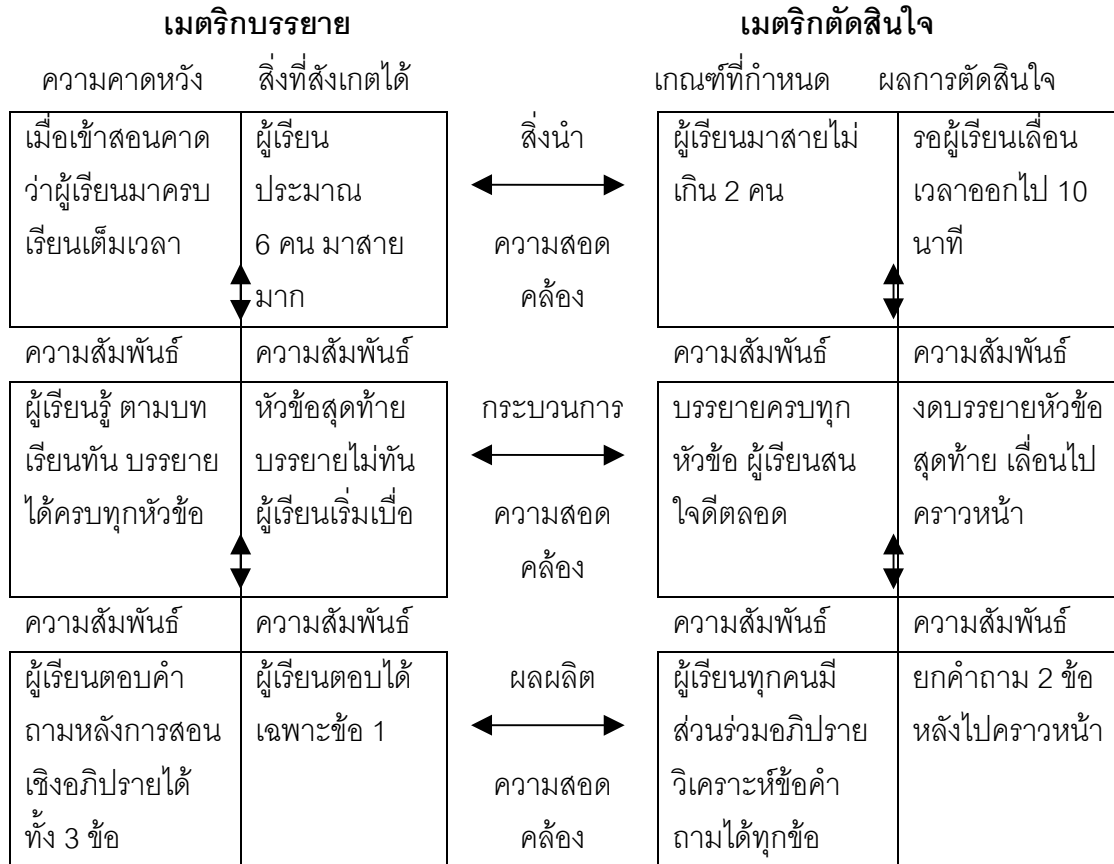 เมตริกบรรยาย เมตริกตัดสินใจ
ความคาดหวัง สิ่งที่สังเกตได้ เกณฑ์ที่กำหนด ผลการตัดสินใจ
เมื่อเข้าสอนคาด ผู้เรียน สิ่งนำ ผู้เรียนมาสายไม่ รอผู้เรียนเลื่อน
ว่าผู้เรียนมาครบ ประมาณ เกิน 2 คน เวลาออกไป 10
เรียนเต็มเวลา 6 คน มาสาย ความสอด นาที
มาก คล้อง
ความสัมพันธ์ ความสัมพันธ์ ความสัมพันธ์ ความสัมพันธ์
ผู้เรียนรู้ ตามบท หัวข้อสุดท้าย กระบวนการ บรรยายครบทุก งดบรรยายหัวข้อ
เรียนทัน บรรยาย บรรยายไม่ทัน หัวข้อ ผู้เรียนสน สุดท้าย เลื่อนไป
ได้ครบทุกหัวข้อ ผู้เรียนเริ่มเบื่อ ความสอด ใจดีตลอด คราวหน้า
คล้อง
ความสัมพันธ์ ความสัมพันธ์ ความสัมพันธ์ ความสัมพันธ์
ผู้เรียนตอบคำ ผู้เรียนตอบได้ ผลผลิต ผู้เรียนทุกคนมี ยกคำถาม 2 ข้อ
ถามหลังการสอน เฉพาะข้อ 1 ส่วนร่วมอภิปราย หลังไปคราวหน้า
เชิงอภิปรายได้ ความสอด วิเคราะห์ข้อคำ
ทั้ง 3 ข้อ คล้อง ถามได้ทุกข้อ